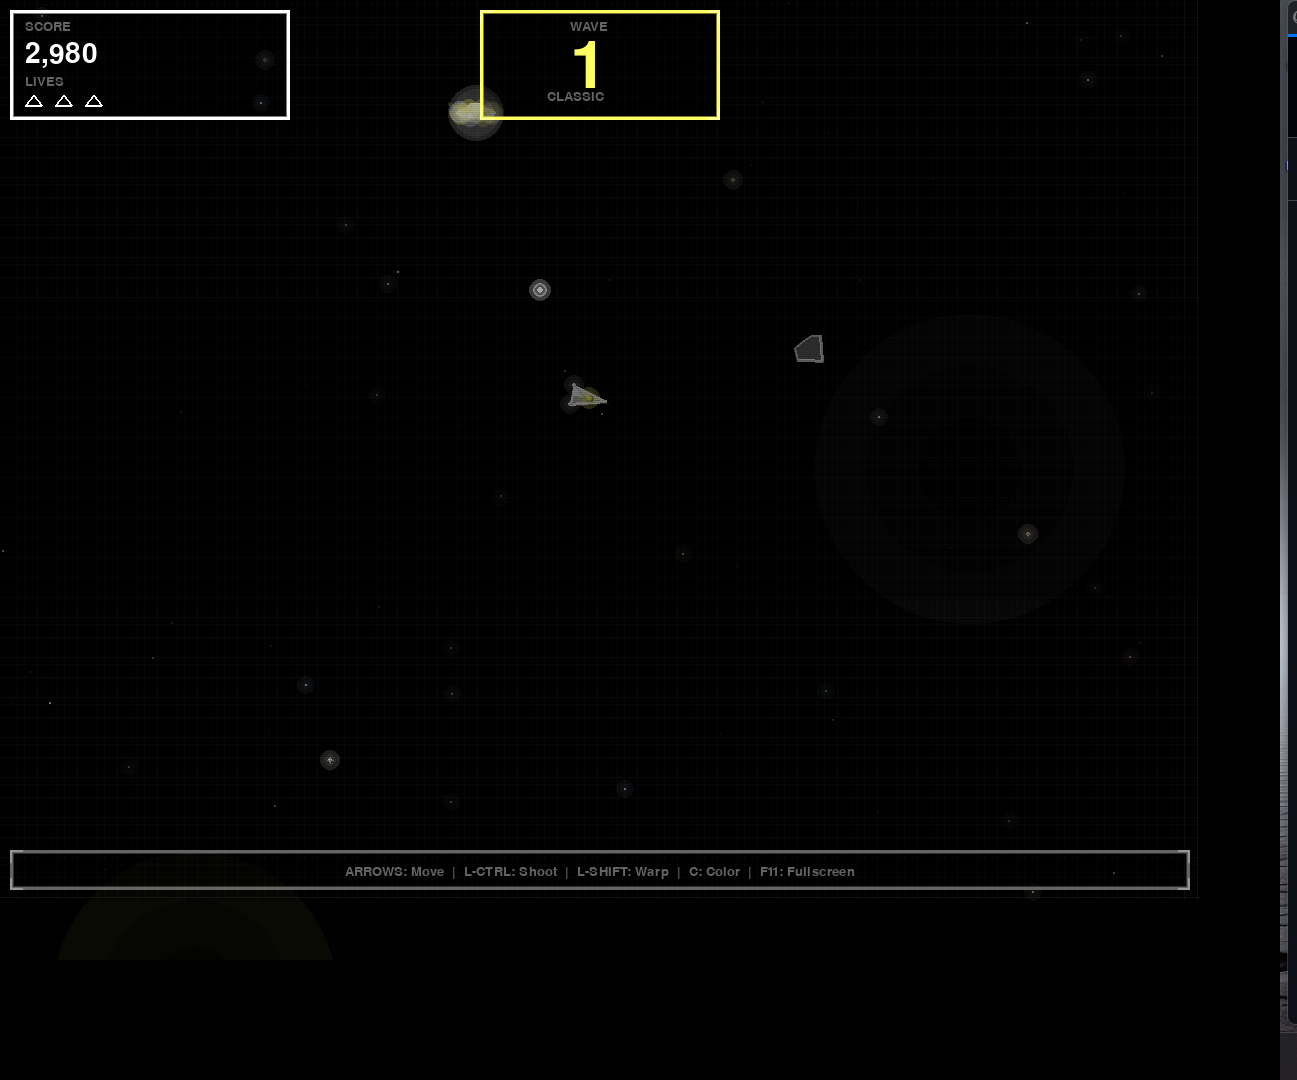 SCORE
2,980
LIVES
WAVE
1
CLASSIC
ARROWS: Move | L-CTRL: Shoot | L-SHIFT: Warp | C: Color | F11: Fullscreen